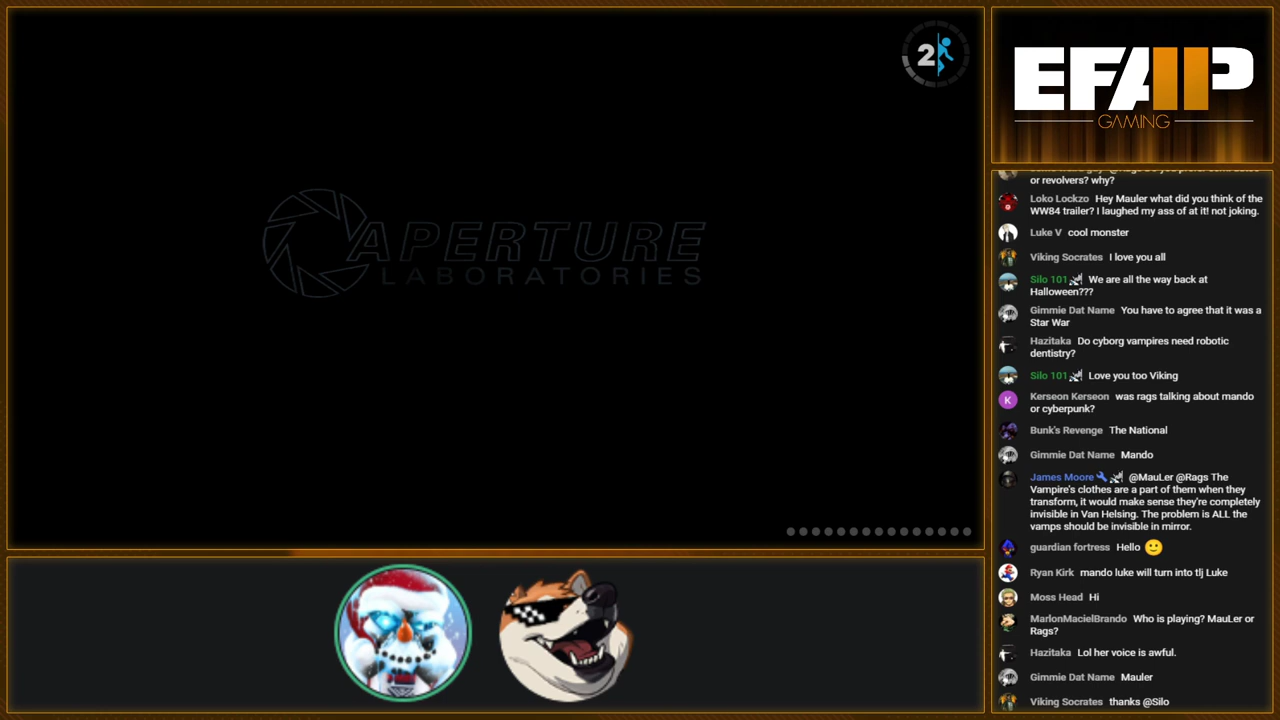 2
APERTURE
LABORATORIES
EFAP
GAMING
or revolvers? why?
Loko Lockzo Hey Mauler what did you think of the
WW84 trailer? I laughed my ass of at it! not joking.
Luke V cool monster
Viking Socrates I love you all
Silo 101 We are all the way back at
Halloween???
Gimmie Dat Name You have to agree that it was a
Star War
Hazitaka Do cyborg vampires need robotic
dentistry?
Silo 101 Love you too Viking
K
Kerseon Kerseon was rags talking about mando
or cyberpunk?
Bunk's Revenge The National
Gimmie Dat Name Mando
James Moore @MauLer @Rags The
Vampire's clothes are a part of them when they
transform, it would make sense they're completely
invisible in Van Helsing. The problem is ALL the
vamps should be invisible in mirror.
guardian fortress Hello
Ryan Kirk mando luke will turn into tlj Luke
Moss Head Hi
MarlonMacielBrando Who is playing? MauLer or
Rags?
Hazitaka Lol her voice is awful.
Gimmie Dat Name Mauler
Viking Socrates thanks @Silo